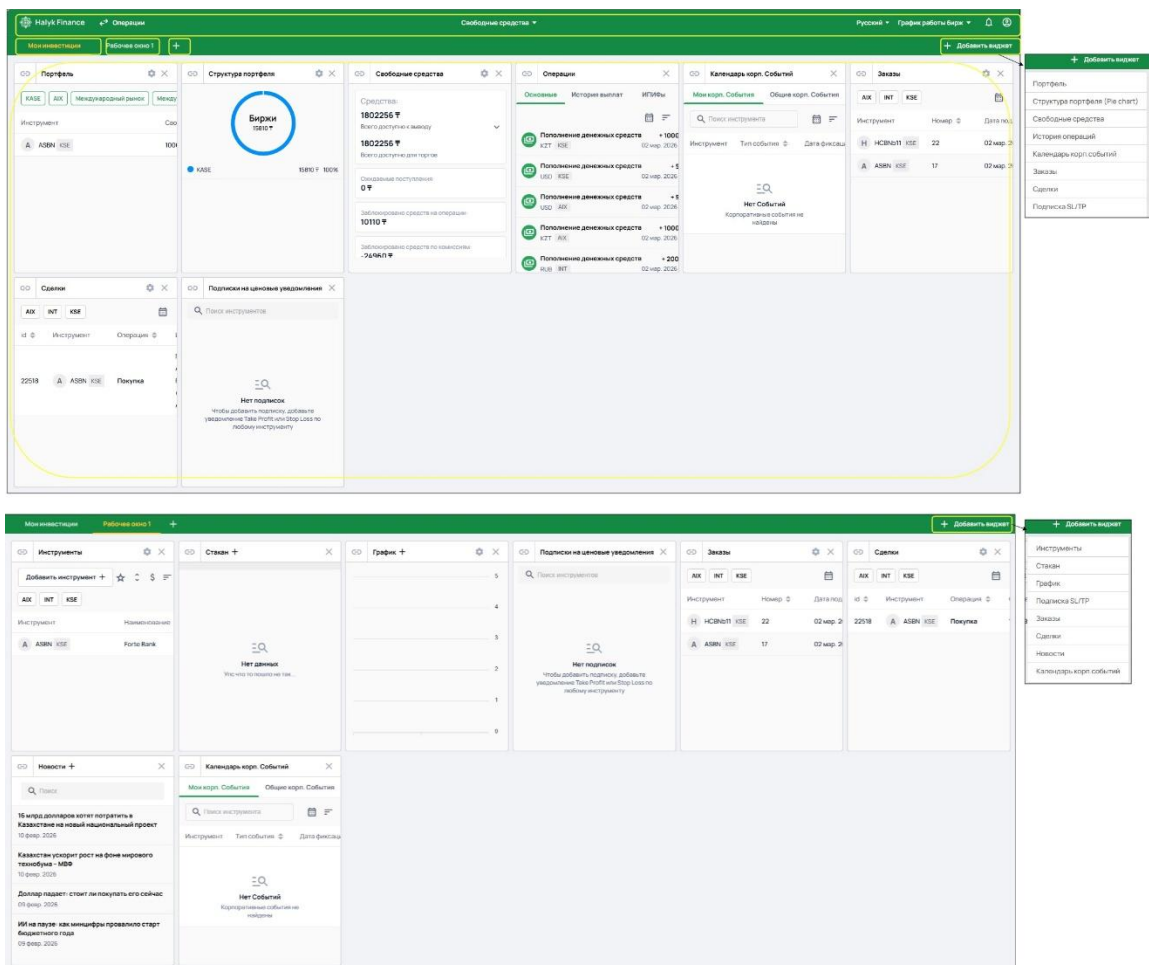 Halyk Finance
Операции
Свободные средства
Русский
График работы бирж
Мои инвестиции
Рабочее окно 1
+
+ Добавить виджет
+ Добавить виджет
Портфель
Структура портфеля (Pie chart)
Свободные средства
История операций
Календарь корп.событий
Заказы
Сделки
Подписка SL/TP
Портфель
KASE
AIX
Международный рынок
Между
Инструмент
Сво
A ASBN KSE
100
Структура портфеля
Биржи
15810 ₸
KASE
15810 ₸ 100%
Свободные средства
Средства:
1802256 ₸
Всего доступно к выводу
1802256 ₸
Всего доступно для торгов
Ожидаемые поступления
0 ₸
Заблокировано средств на операции
10110 ₸
Заблокировано средств по комиссиям
-24960 ₸
Операции
Основные
История выплат
ИПИФы
Пополнение денежных средств + 1000
KZT KSE 02 мар. 2026
Пополнение денежных средств + 5
USD KSE 02 мар. 2026
Пополнение денежных средств
USD AIX 02 мар. 2026
Пополнение денежных средств + 1000
KZT AIX 02 мар. 2026
Пополнение денежных средств + 200
RUB INT 02 мар. 2026
Календарь корп. Событий
Мои корп. События
Общие корп. События
Поиск инструмента
Инструмент
Тип события
Дата фиксаци
Нет Событий
Корпоративные события не
найдены
Заказы
AIX INT KSE
Инструмент
Номер
Дата под
H HCBNb11 KSE 22 02 мар. 2
A ASBN KSE 17 02 мар. 2
Сделки
AIX INT KSE
id
Инструмент
Операция
22518 A ASBN KSE Покупка
Подписки на ценовые уведомления
Поиск инструментов
Нет подписок
Чтобы добавить подписку, добавьте
уведомление Take Profit или Stop Loss по
любому инструменту
Мои инвестиции
Рабочее окно 1
+
+ Добавить виджет
+ Добавить виджет
Инструменты
Стакан
График
Подписка SL/TP
Заказы
Сделки
Новости
Календарь корп.событий
Инструменты
Добавить инструмент +
AIX INT KSE
Инструмент
Наименование
A ASBN KSE Forte Bank
Стакан +
Нет данных
Упс что то пошло не так...
График +
5
4
3
2
1
0
Подписки на ценовые уведомления
Поиск инструментов
Нет подписок
Чтобы добавить подписку, добавьте
уведомление Take Profit или Stop Loss по
любому инструменту
Заказы
AIX INT KSE
Инструмент
Номер
Дата под
H HCBNb11 KSE 22 02 мар. 2
A ASBN KSE 17 02 мар. 2
Сделки
AIX INT KSE
id
Инструмент
Операция
22518 A ASBN KSE Покупка
Новости +
Поиск
16 млрд долларов хотят потратить в
Казахстане на новый национальный проект
10 февр. 2026
Казахстан ускорит рост на фоне мирового
технобума – МВФ
10 февр. 2026
Доллар падает: стоит ли покупать его сейчас
09 февр. 2026
ИИ на паузе: как минцифры провалило старт
бюджетного года
09 февр. 2026
Календарь корп. Событий
Мои корп. События
Общие корп. События
Поиск инструмента
Инструмент
Тип события
Дата фиксаци
Нет Событий
Корпоративные события не
найдены